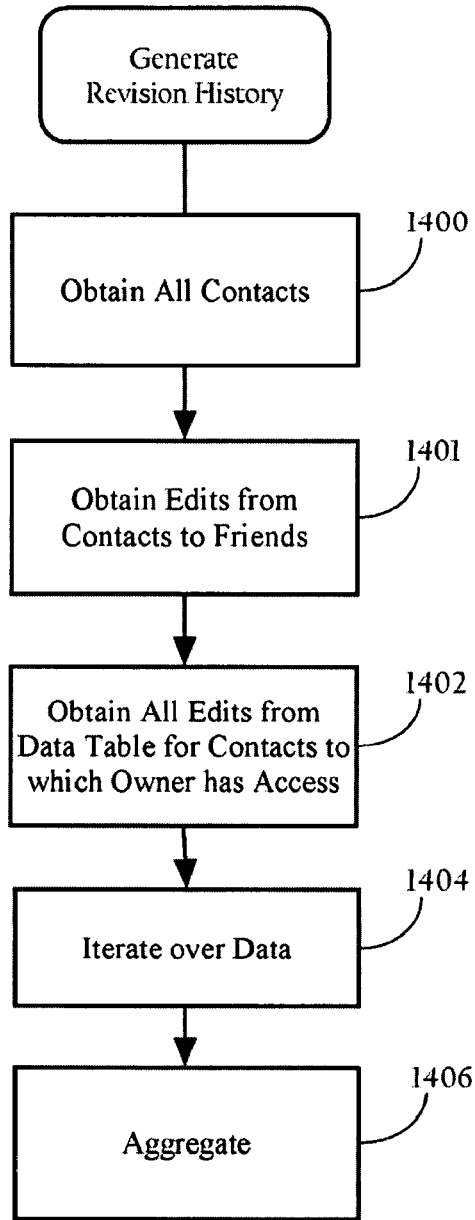 Generate
Revision History
1400
Obtain All Contacts
1401
Obtain Edits from
Contacts to Friends
1402
Obtain All Edits from
Data Table for Contacts to
which Owner has Access
1404
Iterate over Data
1406
Aggregate